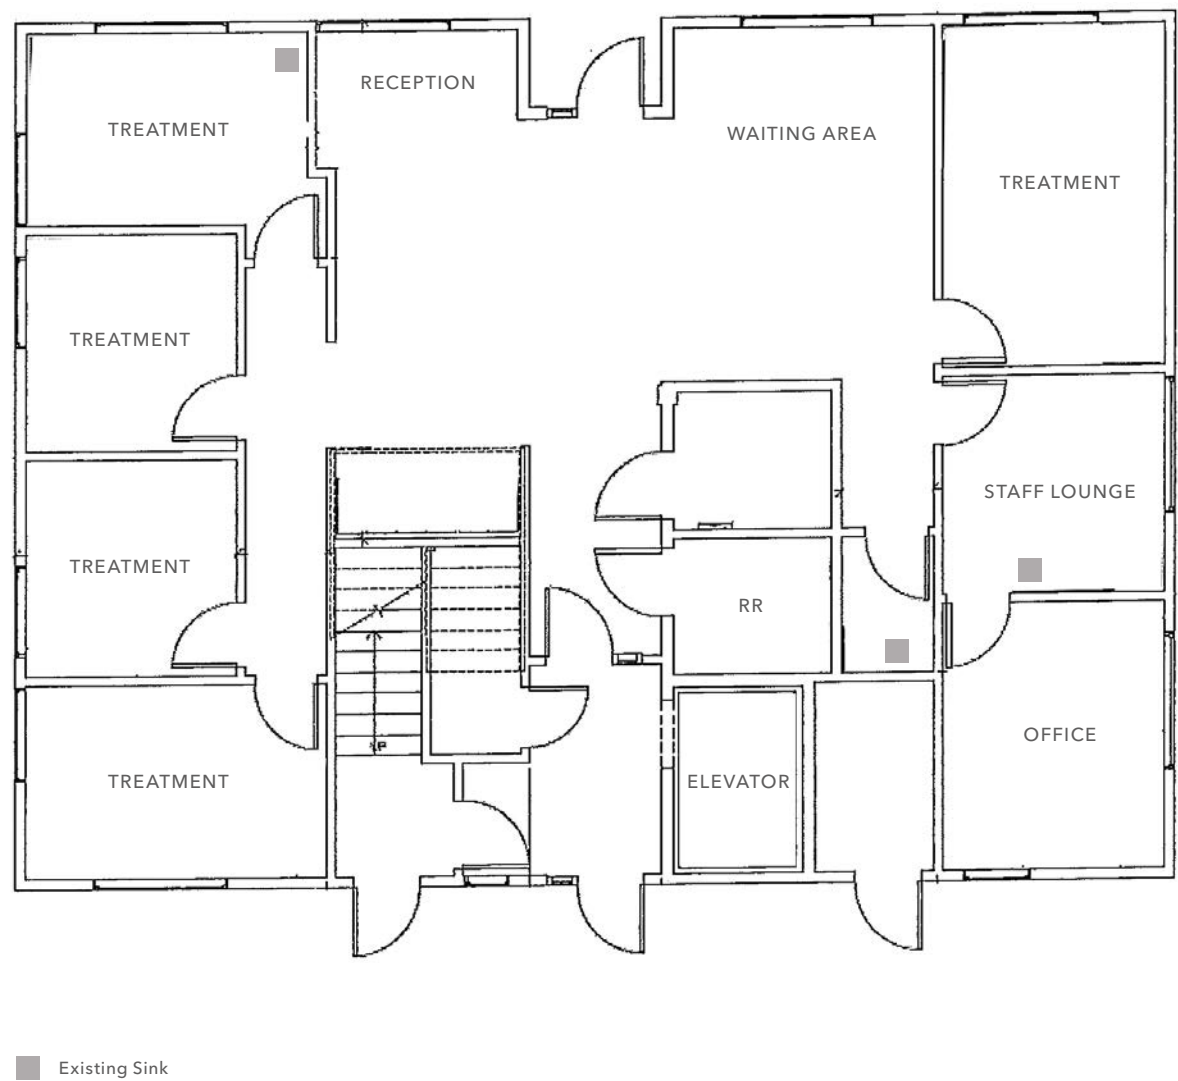 RECEPTION
TREATMENT
WAITING AREA
TREATMENT
TREATMENT
STAFF LOUNGE
TREATMENT
RR
OFFICE
TREATMENT
ELEVATOR
Existing Sink